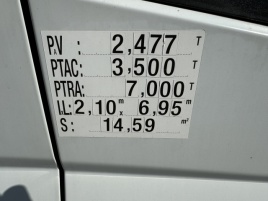 P.V : 2,477 T
PTAC: 3,500 T
PTRA: 7,000 T
lL: 2,10 m 6,95 m
S: 14,59 m²